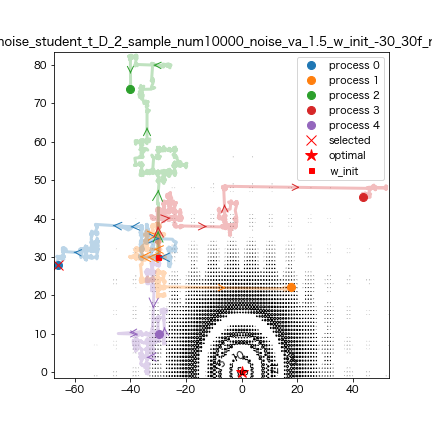 noise_student_t_D_2_sample_num10000_noise_va_1.5_w_init_-30_30f_r
80
70
60
50
40
30
20
10
0
−60
−40
−20
0
20
40
process 0
process 1
process 2
process 3
process 4
selected
optimal
w_init